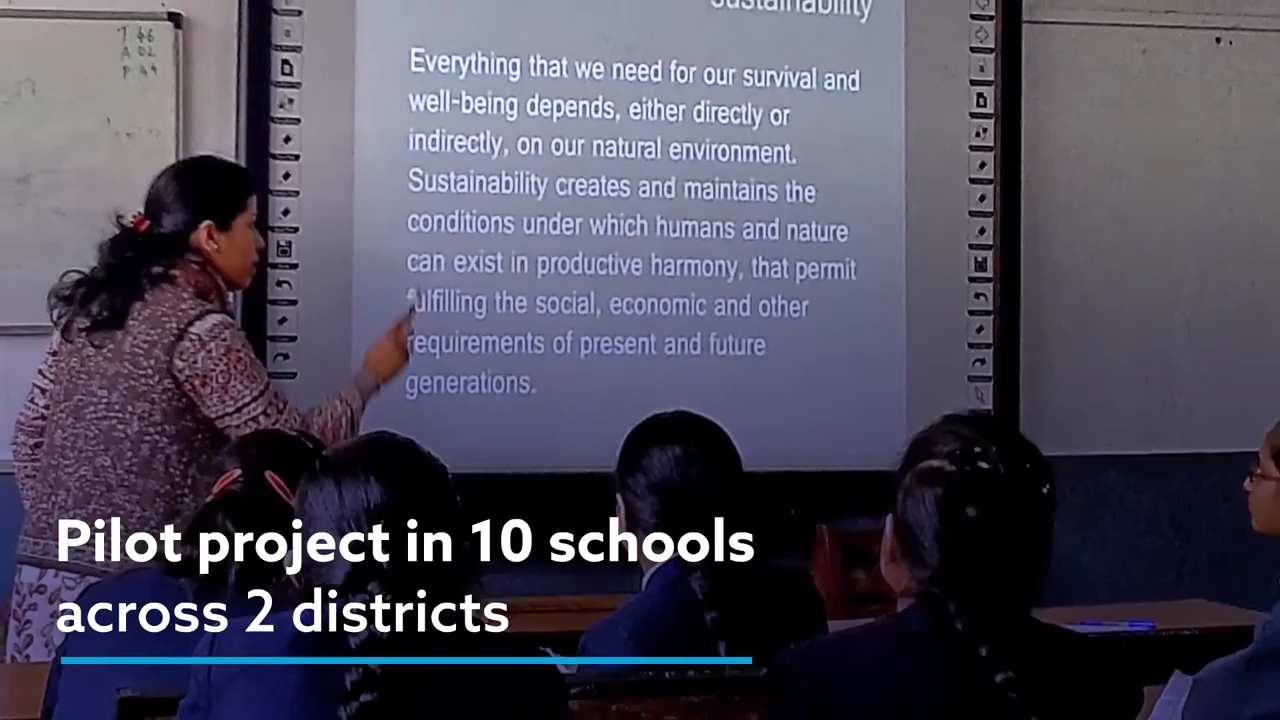 T 46
A 02
P 44
sustainability
Everything that we need for our survival and
well-being depends, either directly or
indirectly, on our natural environment.
Sustainability creates and maintains the
conditions under which humans and nature
can exist in productive harmony, that permit
fulfilling the social, economic and other
requirements of present and future
generations.
Pilot project in 10 schools
across 2 districts